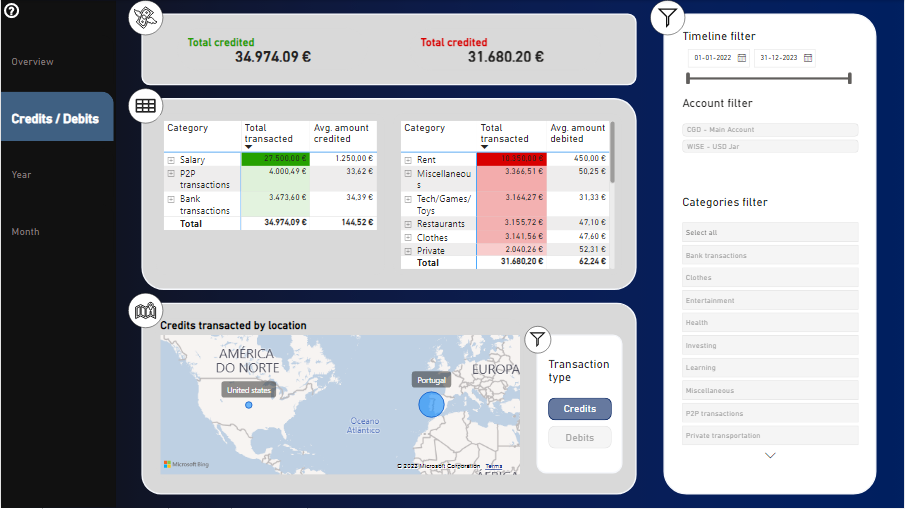 ?
Overview
Credits / Debits
Year
Month
Total credited
34.974.09 €
Total credited
31.680.20 €
Category Total transacted Avg. amount credited
Salary 27.500,00 € 1.250,00 €
P2P transactions 4.000,49 € 33,62 €
Bank transactions 3.473,60 € 34,39 €
Total 34.974,09 € 144,52 €
Category Total transacted Avg. amount debited
Rent 450,00 €
Miscellaneou
s 3.366,51 € 50,25 €
Tech/Games/
Toys 3.164,27 € 31,33 €
Restaurants 3.155,72 € 47,10 €
Clothes 3.141,56 € 47,60 €
Private 2.040,26 € 52,31 €
Total 31.680,20 € 62,24 €
Credits transacted by location
AMÉRICA
DO NORTE
EUROPA
United states
Portugal
Oceano
Atlântico
ÁFRICA
Microsoft Bing
© 2023 Microsoft Corporation Terms
Transaction
type
Credits
Debits
Timeline filter
01-01-2022 31-12-2023
Account filter
CGD - Main Account
WISE - USD Jar
Categories filter
Select all
Bank transactions
Clothes
Entertainment
Health
Investing
Learning
Miscellaneous
P2P transactions
Private transportation